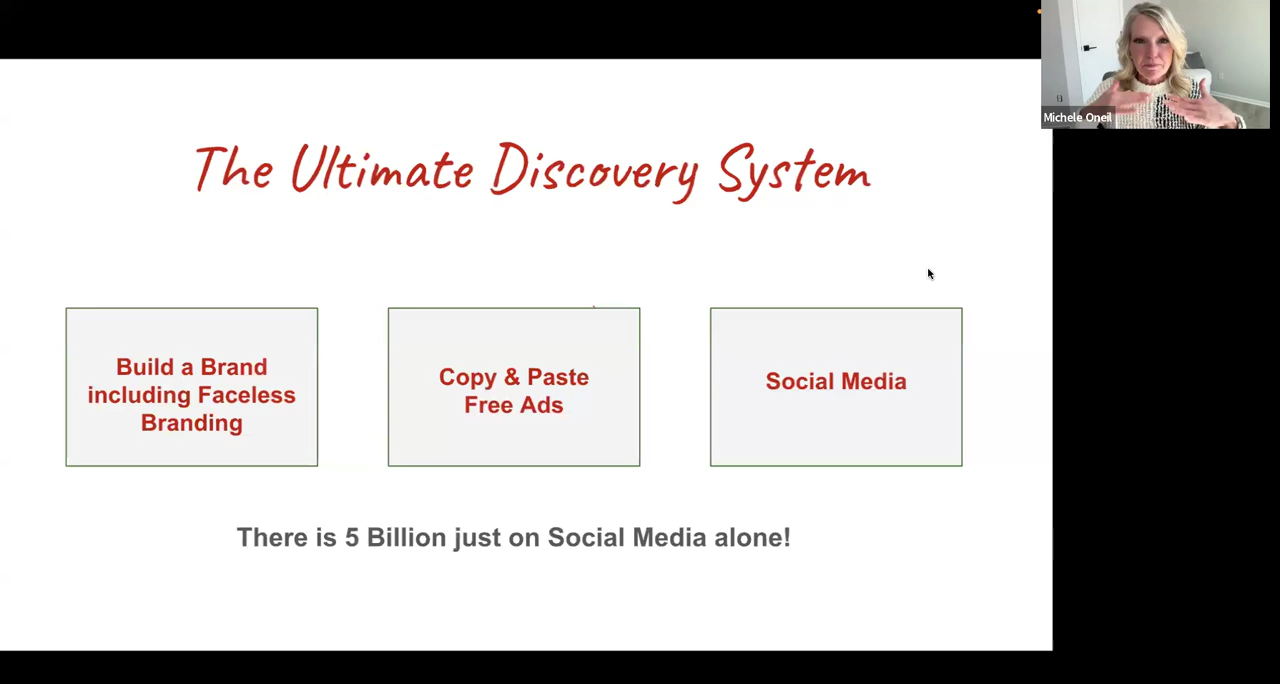 Michele Oneil
The Ultimate Discovery System
Build a Brand
including Faceless
Branding
Copy & Paste
Free Ads
Social Media
There is 5 Billion just on Social Media alone!